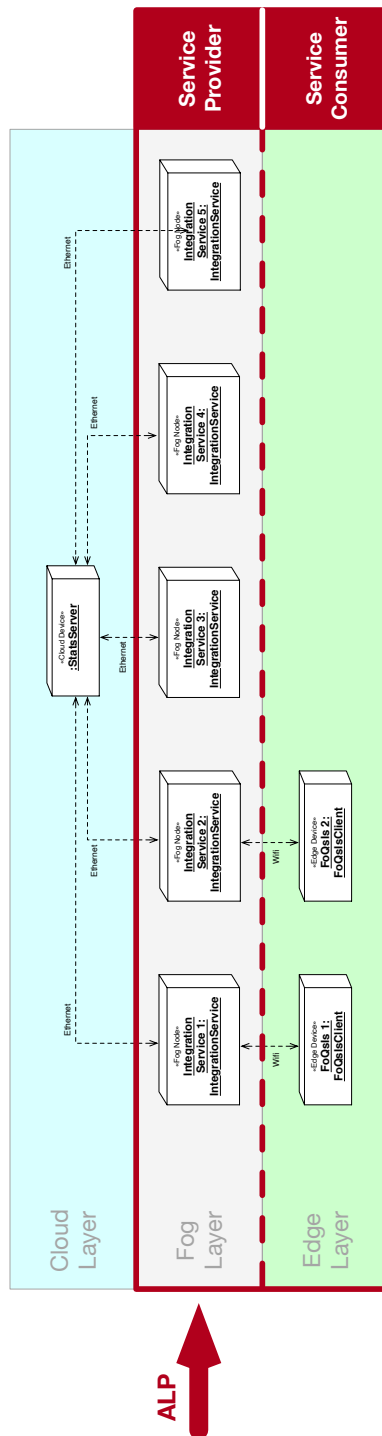 ALP
Cloud
Layer
Fog
Layer
Edge
Layer
Service
Provider
Service
Consumer
«Cloud Device»
:StatsServer
Ethernet
Ethernet
Ethernet
Ethernet
Ethernet
«Fog Node»
Integration
Service 1:
IntegrationService
«Fog Node»
Integration
Service 2:
IntegrationService
«Fog Node»
Integration
Service 3:
IntegrationService
«Fog Node»
Integration
Service 4:
IntegrationService
«Fog Node»
Integration
Service 5:
IntegrationService
Wifi
Wifi
«Edge Device»
FoQsIs 1:
FoQsIsClient
«Edge Device»
FoQsIs 2:
FoQsIsClient